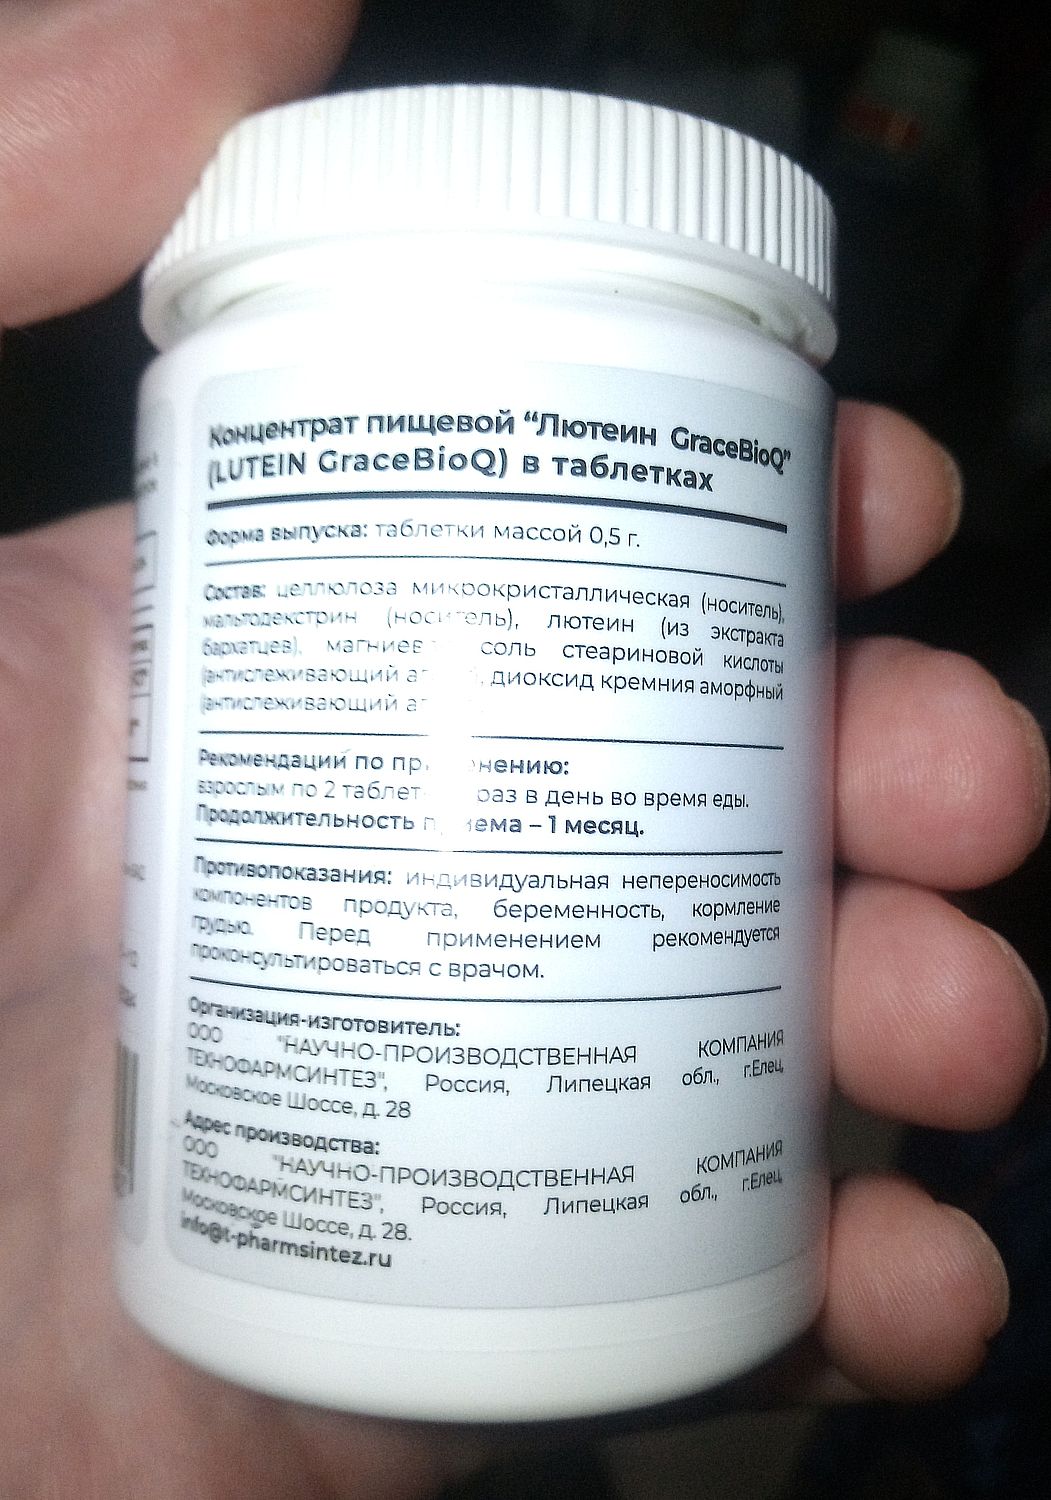 Концентрат пищевой “Лютеин GraceBioQ”
(LUTEIN GraceBioQ) в таблетках
Форма выпуска: таблетки массой 0,5 г.
Состав: целлюлоза микрокристаллическая (носитель),
мальтодекстрин (носитель), лютеин (из экстракта
бархатцев), соль стеариновой кислоты
(антислеживающий диоксид кремния аморфный
(антислеживающий
Рекомендации по
взрослым по 2 раз в день во время еды.
Продолжительность приема – 1 месяц.
Противопоказания: индивидуальная непереносимость
компонентов продукта, беременность, кормление
грудью. Перед применением рекомендуется
проконсультироваться с врачом.
Организация-изготовитель:
ООО "НАУЧНО-ПРОИЗВОДСТВЕННАЯ КОМПАНИЯ
ТЕХНОФАРМСИНТЕЗ", Россия, Липецкая обл., г.Елец,
Московское Шоссе, д. 28
Адрес производства:
ООО "НАУЧНО-ПРОИЗВОДСТВЕННАЯ КОМПАНИЯ
ТЕХНОФАРМСИНТЕЗ", Россия, Липецкая обл., г.Елец,
Московское Шоссе, д. 28.
info@t-pharmsintez.ru